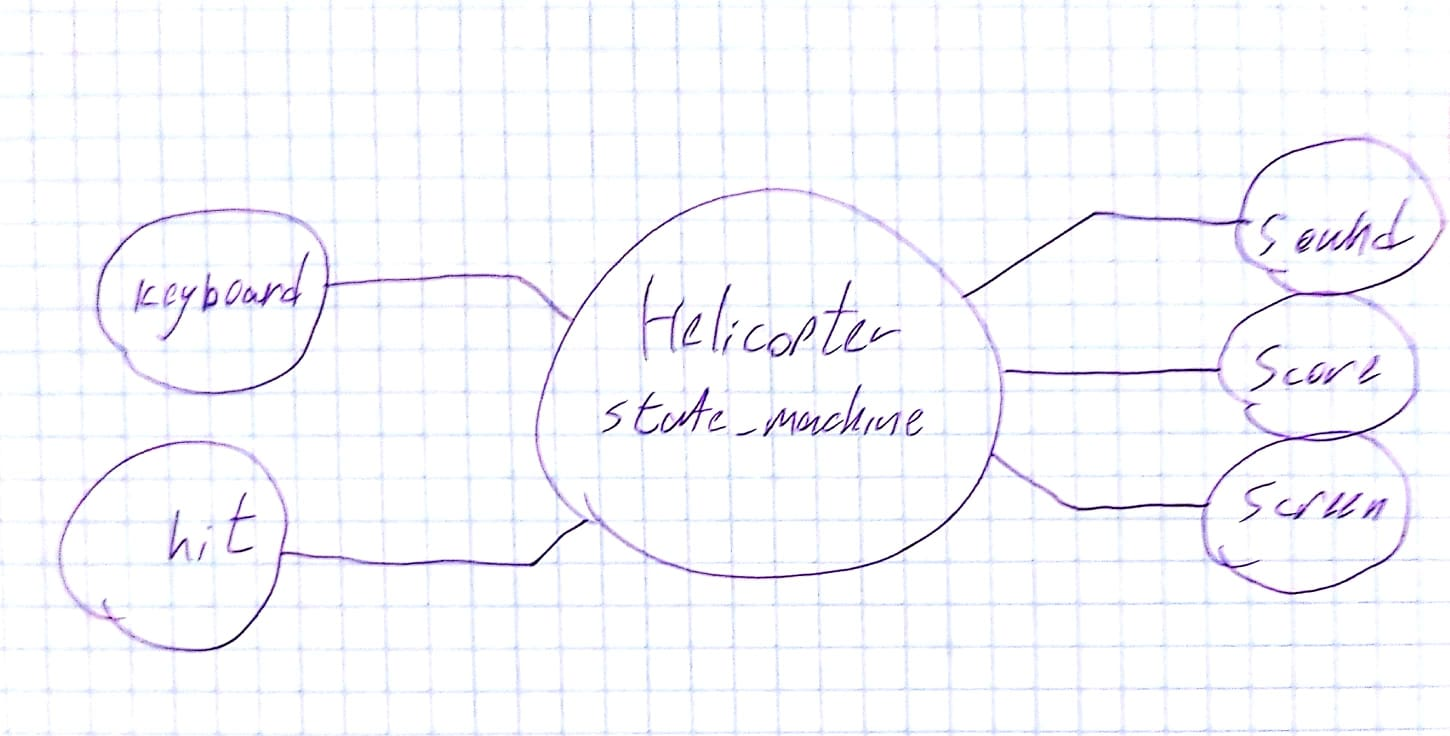 keyboard
hit
Helicopter
state_machine
Sound
Score
Screen